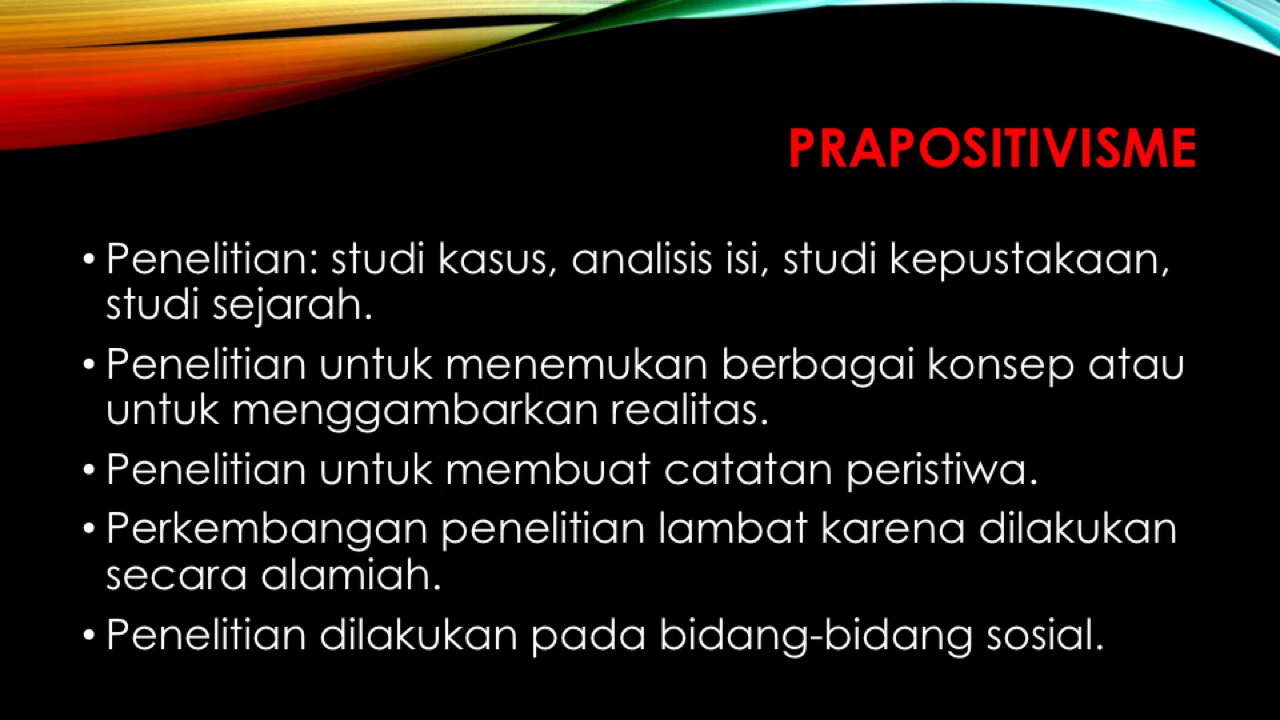 PRAPOSITIVISME
• Penelitian: studi kasus, analisis isi, studi kepustakaan,
studi sejarah.
• Penelitian untuk menemukan berbagai konsep atau
untuk menggambarkan realitas.
• Penelitian untuk membuat catatan peristiwa.
• Perkembangan penelitian lambat karena dilakukan
secara alamiah.
• Penelitian dilakukan pada bidang-bidang sosial.